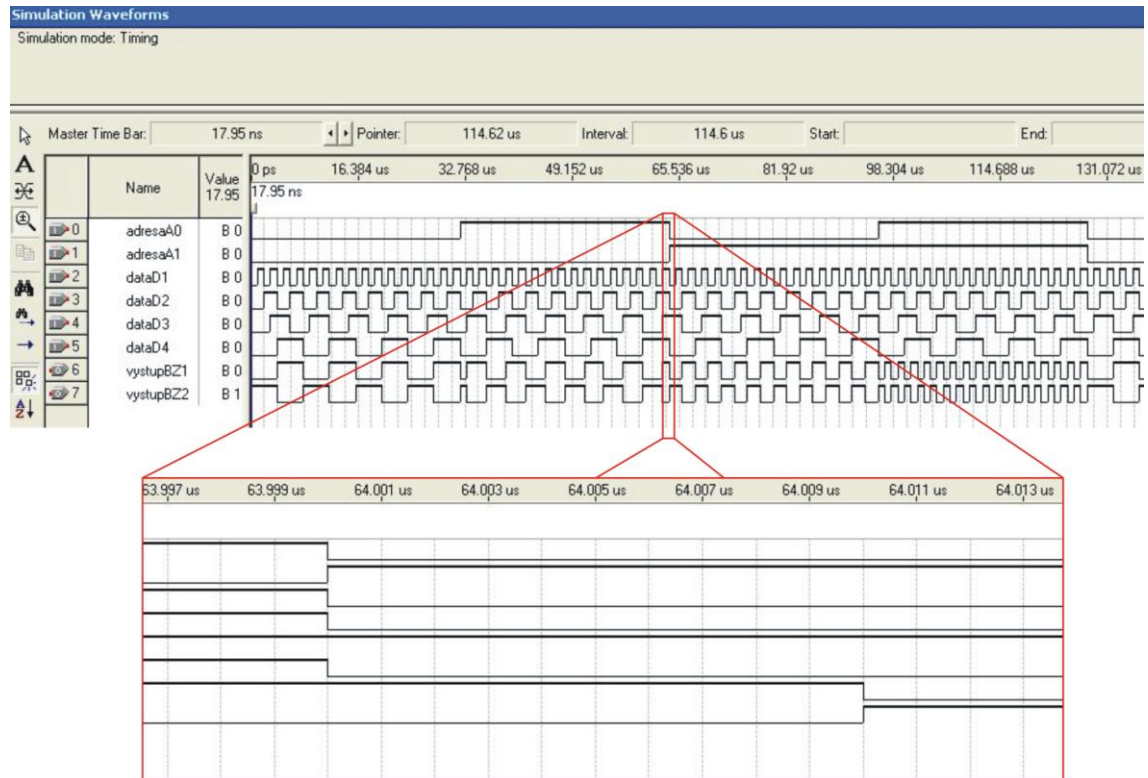 Simulation Waveforms
Simulation mode: Timing
Master Time Bar: 17.95 ns Pointer: 114.62 us Interval: 114.6 us Start: End:
A
Name Value 17.95
0 ps 16.384 us 32.768 us 49.152 us 65.536 us 81.92 us 98.304 us 114.688 us 131.072 us
17.95 ns
0 adresaA0 B 0
1 adresaA1 B 0
2 dataD1 B 0
3 dataD2 B 0
4 dataD3 B 0
5 dataD4 B 0
6 vystupBZ1 B 0
7 vystupBZ2 B 1
63.997 us 63.999 us 64.001 us 64.003 us 64.005 us 64.007 us 64.009 us 64.011 us 64.013 us